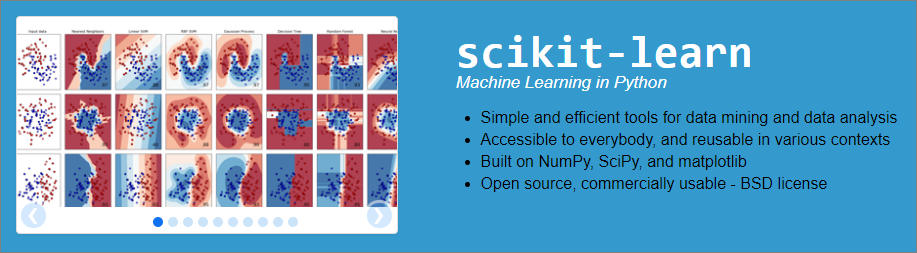 Input data Nearest Neighbors Linear SVM RBF SVM Gaussian Process Decision Tree Random Forest
scikit-learn
Machine Learning in Python
Simple and efficient tools for data mining and data analysis
Accessible to everybody, and reusable in various contexts
Built on NumPy, SciPy, and matplotlib
Open source, commercially usable - BSD license